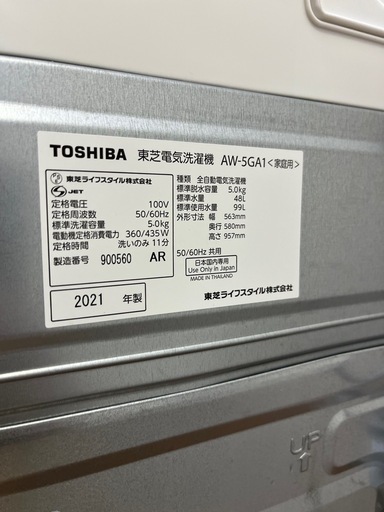 TOSHIBA 東芝電気洗濯機 AW-5GA1<家庭用>
東芝ライフスタイル株式会社
S JET
定格電圧 100V
定格周波数 50/60Hz
標準洗濯容量 5.0kg
電動機定格消費電力 360/435W
定格時間 洗いのみ 11分
製造番号 900560 AR
2021 年製
種類 全自動電気洗濯機
標準脱水容量 5.0kg
標準水量 48L
標準使用水量 99L
外形寸法 幅 563mm
奥行 580mm
高さ 957mm
50/60Hz 共用
日本国内専用
Use Only in Japan
MADE IN THAILAND
東芝ライフスタイル株式会社
UP